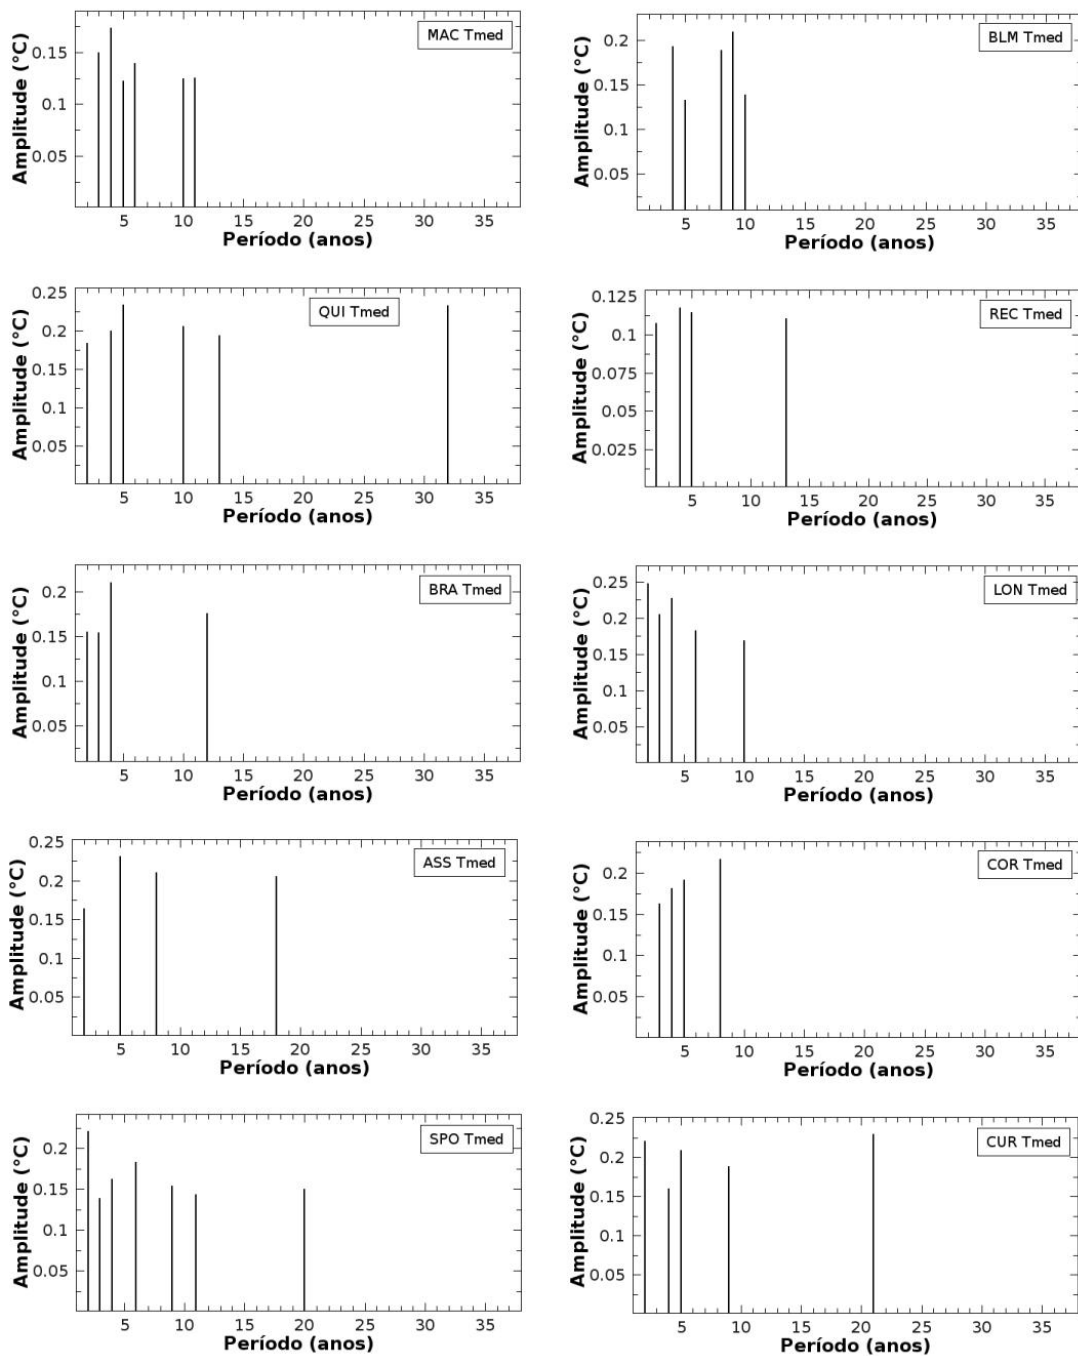 MAC Tmed
Amplitude (°C)
0.15
0.1
0.05
5 10 15 20 25 30 35
Período (anos)
BLM Tmed
Amplitude (°C)
0.2
0.15
0.1
0.05
5 10 15 20 25 30 35
Período (anos)
QUI Tmed
Amplitude (°C)
0.25
0.2
0.15
0.1
0.05
5 10 15 20 25 30 35
Período (anos)
REC Tmed
Amplitude (°C)
0.125
0.1
0.075
0.05
0.025
5 10 15 20 25 30 35
Período (anos)
BRA Tmed
Amplitude (°C)
0.2
0.15
0.1
0.05
5 10 15 20 25 30 35
Período (anos)
LON Tmed
Amplitude (°C)
0.25
0.2
0.15
0.1
0.05
5 10 15 20 25 30 35
Período (anos)
ASS Tmed
Amplitude (°C)
0.25
0.2
0.15
0.1
0.05
5 10 15 20 25 30 35
Período (anos)
COR Tmed
Amplitude (°C)
0.2
0.15
0.1
0.05
5 10 15 20 25 30 35
Período (anos)
SPO Tmed
Amplitude (°C)
0.2
0.15
0.1
0.05
5 10 15 20 25 30 35
Período (anos)
CUR Tmed
Amplitude (°C)
0.25
0.2
0.15
0.1
0.05
5 10 15 20 25 30 35
Período (anos)